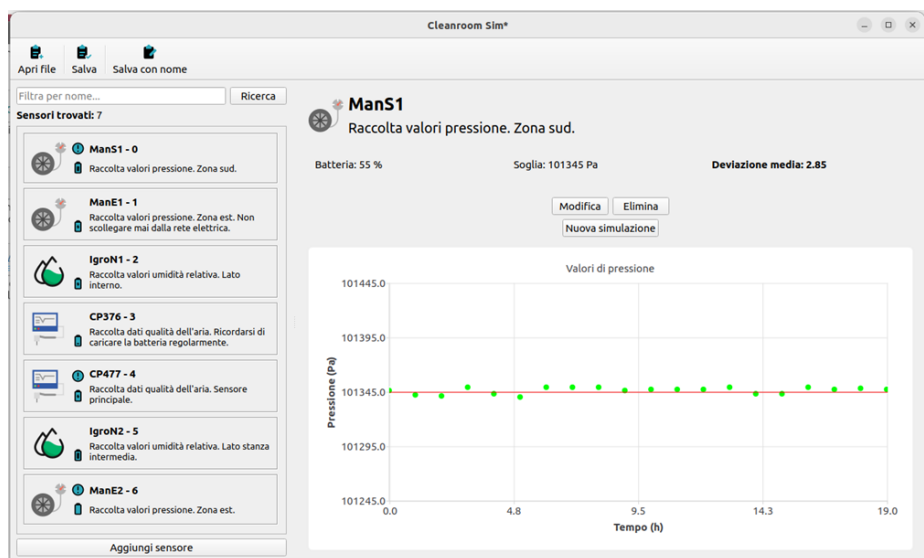 Cleanroom Sim*
Apri file
Salva
Salva con nome
Filtra per nome...
Ricerca
Sensori trovati: 7
ManS1 - 0
Raccolta valori pressione. Zona sud.
ManE1 - 1
Raccolta valori pressione. Zona est. Non
scollegare mai dalla rete elettrica.
IgroN1 - 2
Raccolta valori umidità relativa. Lato
interno.
CP376 - 3
Raccolta dati qualità dell'aria. Ricordarsi di
caricare la batteria regolarmente.
CP477 - 4
Raccolta dati qualità dell'aria. Sensore
principale.
IgroN2 - 5
Raccolta valori umidità relativa. Lato stanza
intermedia.
ManE2 - 6
Raccolta valori pressione. Zona est.
Aggiungi sensore
ManS1
Raccolta valori pressione. Zona sud.
Batteria: 55 %
Soglia: 101345 Pa
Deviazione media: 2.85
Modifica
Elimina
Nuova simulazione
Valori di pressione
Pressione (Pa)
101445.0
101395.0
101345.0
101295.0
101245.0
0.0
4.8
9.5
14.3
19.0
Tempo (h)